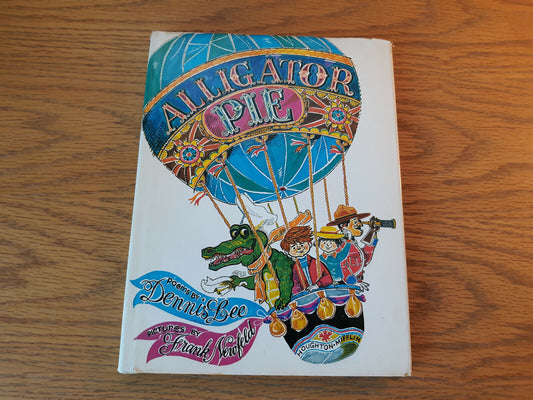 ALLIGATOR
PIE
POEMS BY
Dennis Lee
PICTURES BY
Frank Newfeld
HOUGHTON MIFFLIN